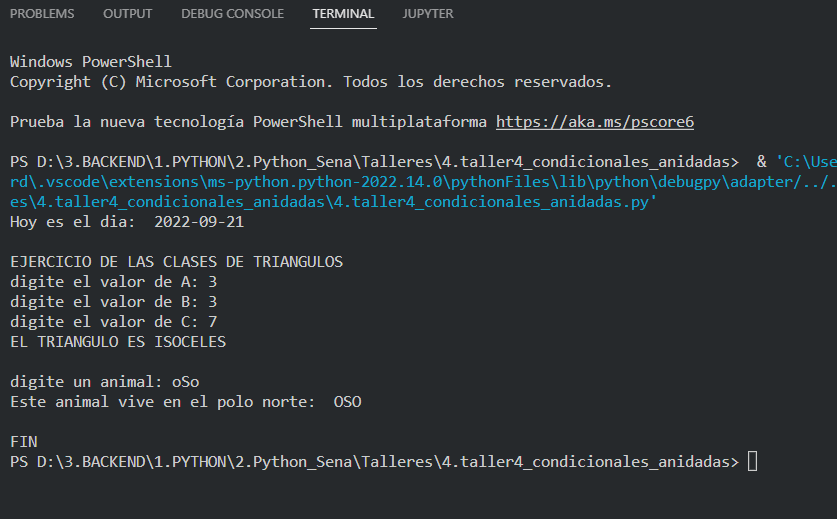 PROBLEMS OUTPUT DEBUG CONSOLE TERMINAL JUPYTER
Windows PowerShell
Copyright (C) Microsoft Corporation. Todos los derechos reservados.
Prueba la nueva tecnología PowerShell multiplataforma https://aka.ms/pscore6
PS D:\3.BACKEND\1.PYTHON\2.Python_Sena\Talleres\4.taller4_condicionales_anidadas>  & 'C:\Use
rd\.vscode\extensions\ms-python.python-2022.14.0\pythonFiles\lib\python\debugpy\adapter/../.
es\4.taller4_condicionales_anidadas\4.taller4_condicionales_anidadas.py'
Hoy es el dia:  2022-09-21
EJERCICIO DE LAS CLASES DE TRIANGULOS
digite el valor de A: 3
digite el valor de B: 3
digite el valor de C: 7
EL TRIANGULO ES ISOCELES
digite un animal: oSo
Este animal vive en el polo norte:  OSO
FIN
PS D:\3.BACKEND\1.PYTHON\2.Python_Sena\Talleres\4.taller4_condicionales_anidadas>